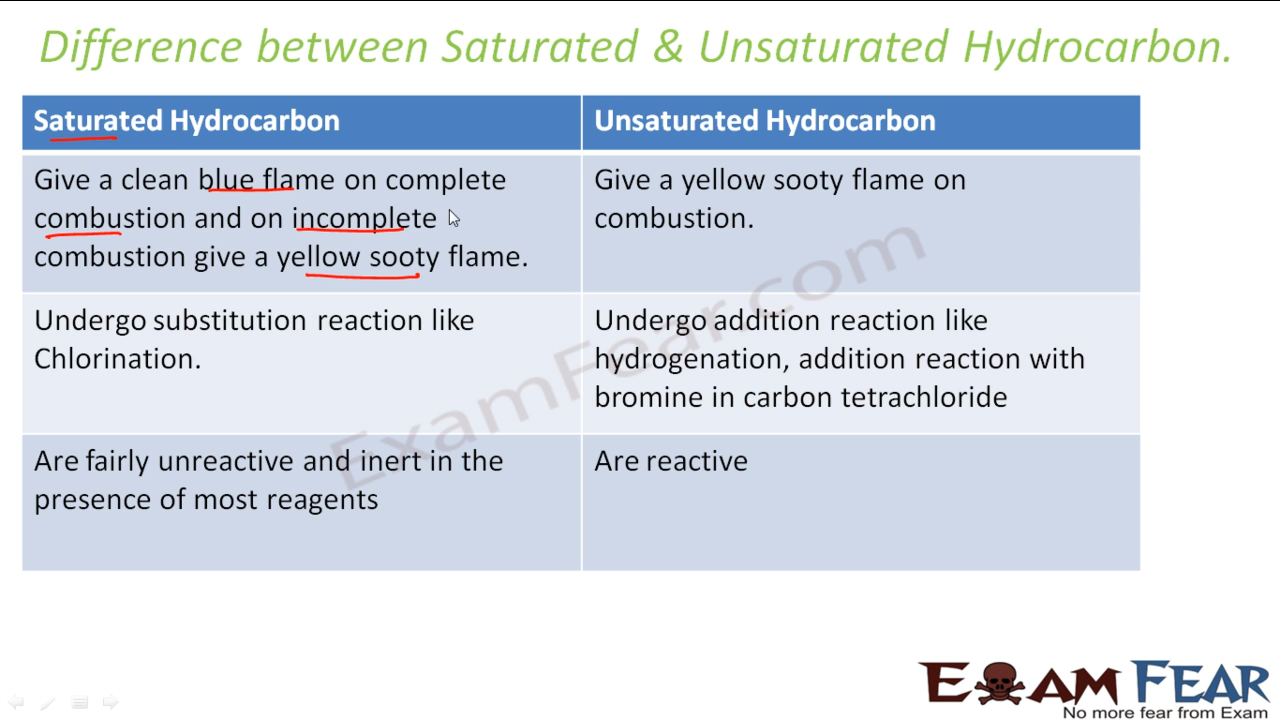 Difference between Saturated & Unsaturated Hydrocarbon.
Saturated Hydrocarbon
Unsaturated Hydrocarbon
Give a clean blue flame on complete
combustion and on incomplete
combustion give a yellow sooty flame.
Give a yellow sooty flame on
combustion.
Undergo substitution reaction like
Chlorination.
Undergo addition reaction like
hydrogenation, addition reaction with
bromine in carbon tetrachloride
Are fairly unreactive and inert in the
presence of most reagents
Are reactive
ExamFear.com
EXAM FEAR
No more fear from Exam